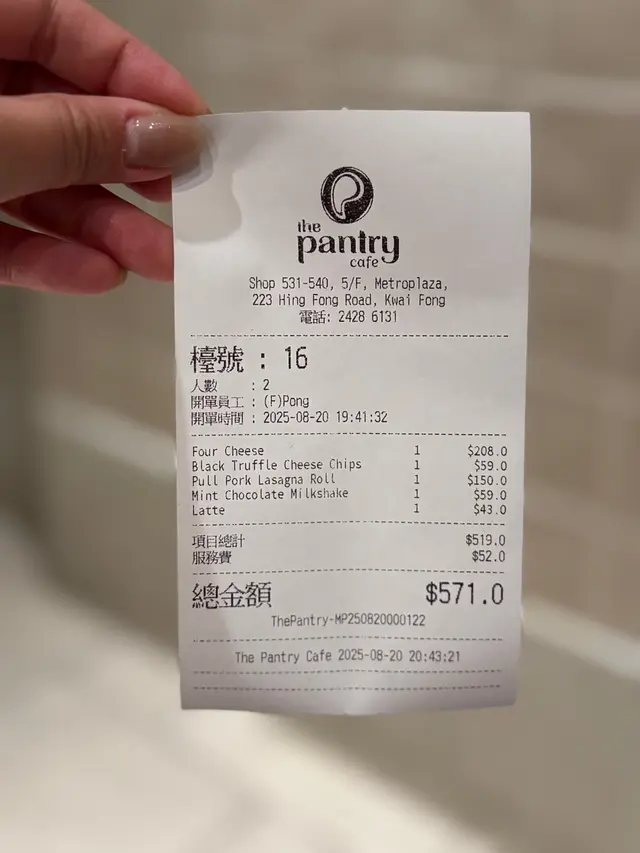 the
pantry
cafe
Shop 531-540, 5/F, Metroplaza,
223 Hing Fong Road, Kwai Fong
電話: 2428 6131
檯號 : 16
人數 : 2
開單員工 : (F)Pong
開單時間 : 2025-08-20 19:41:32
Four Cheese 1 $208.0
Black Truffle Cheese Chips 1 $59.0
Pull Pork Lasagna Roll 1 $150.0
Mint Chocolate Milkshake 1 $59.0
Latte 1 $43.0
項目總計 $519.0
服務費 $52.0
總金額 $571.0
ThePantry-MP250820000122
The Pantry Cafe 2025-08-20 20:43:21